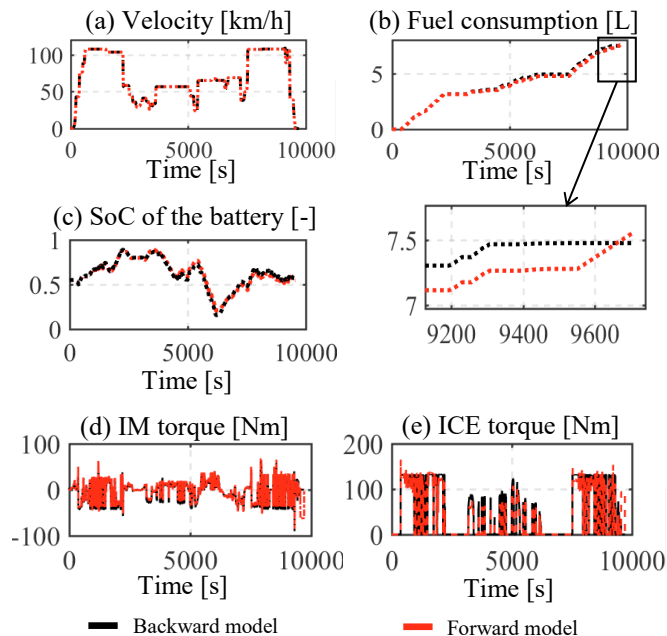 (a) Velocity [km/h]
100
50
0
0
5000
10000
Time [s]
(b) Fuel consumption [L]
5
0
0
5000
10000
Time [s]
(c) SoC of the battery [-]
1
0.5
0
0
5000
10000
Time [s]
7.5
7
9200
9400
9600
(d) IM torque [Nm]
100
0
-100
0
5000
10000
Time [s]
(e) ICE torque [Nm]
200
100
0
0
5000
10000
Time [s]
Backward model
Forward model